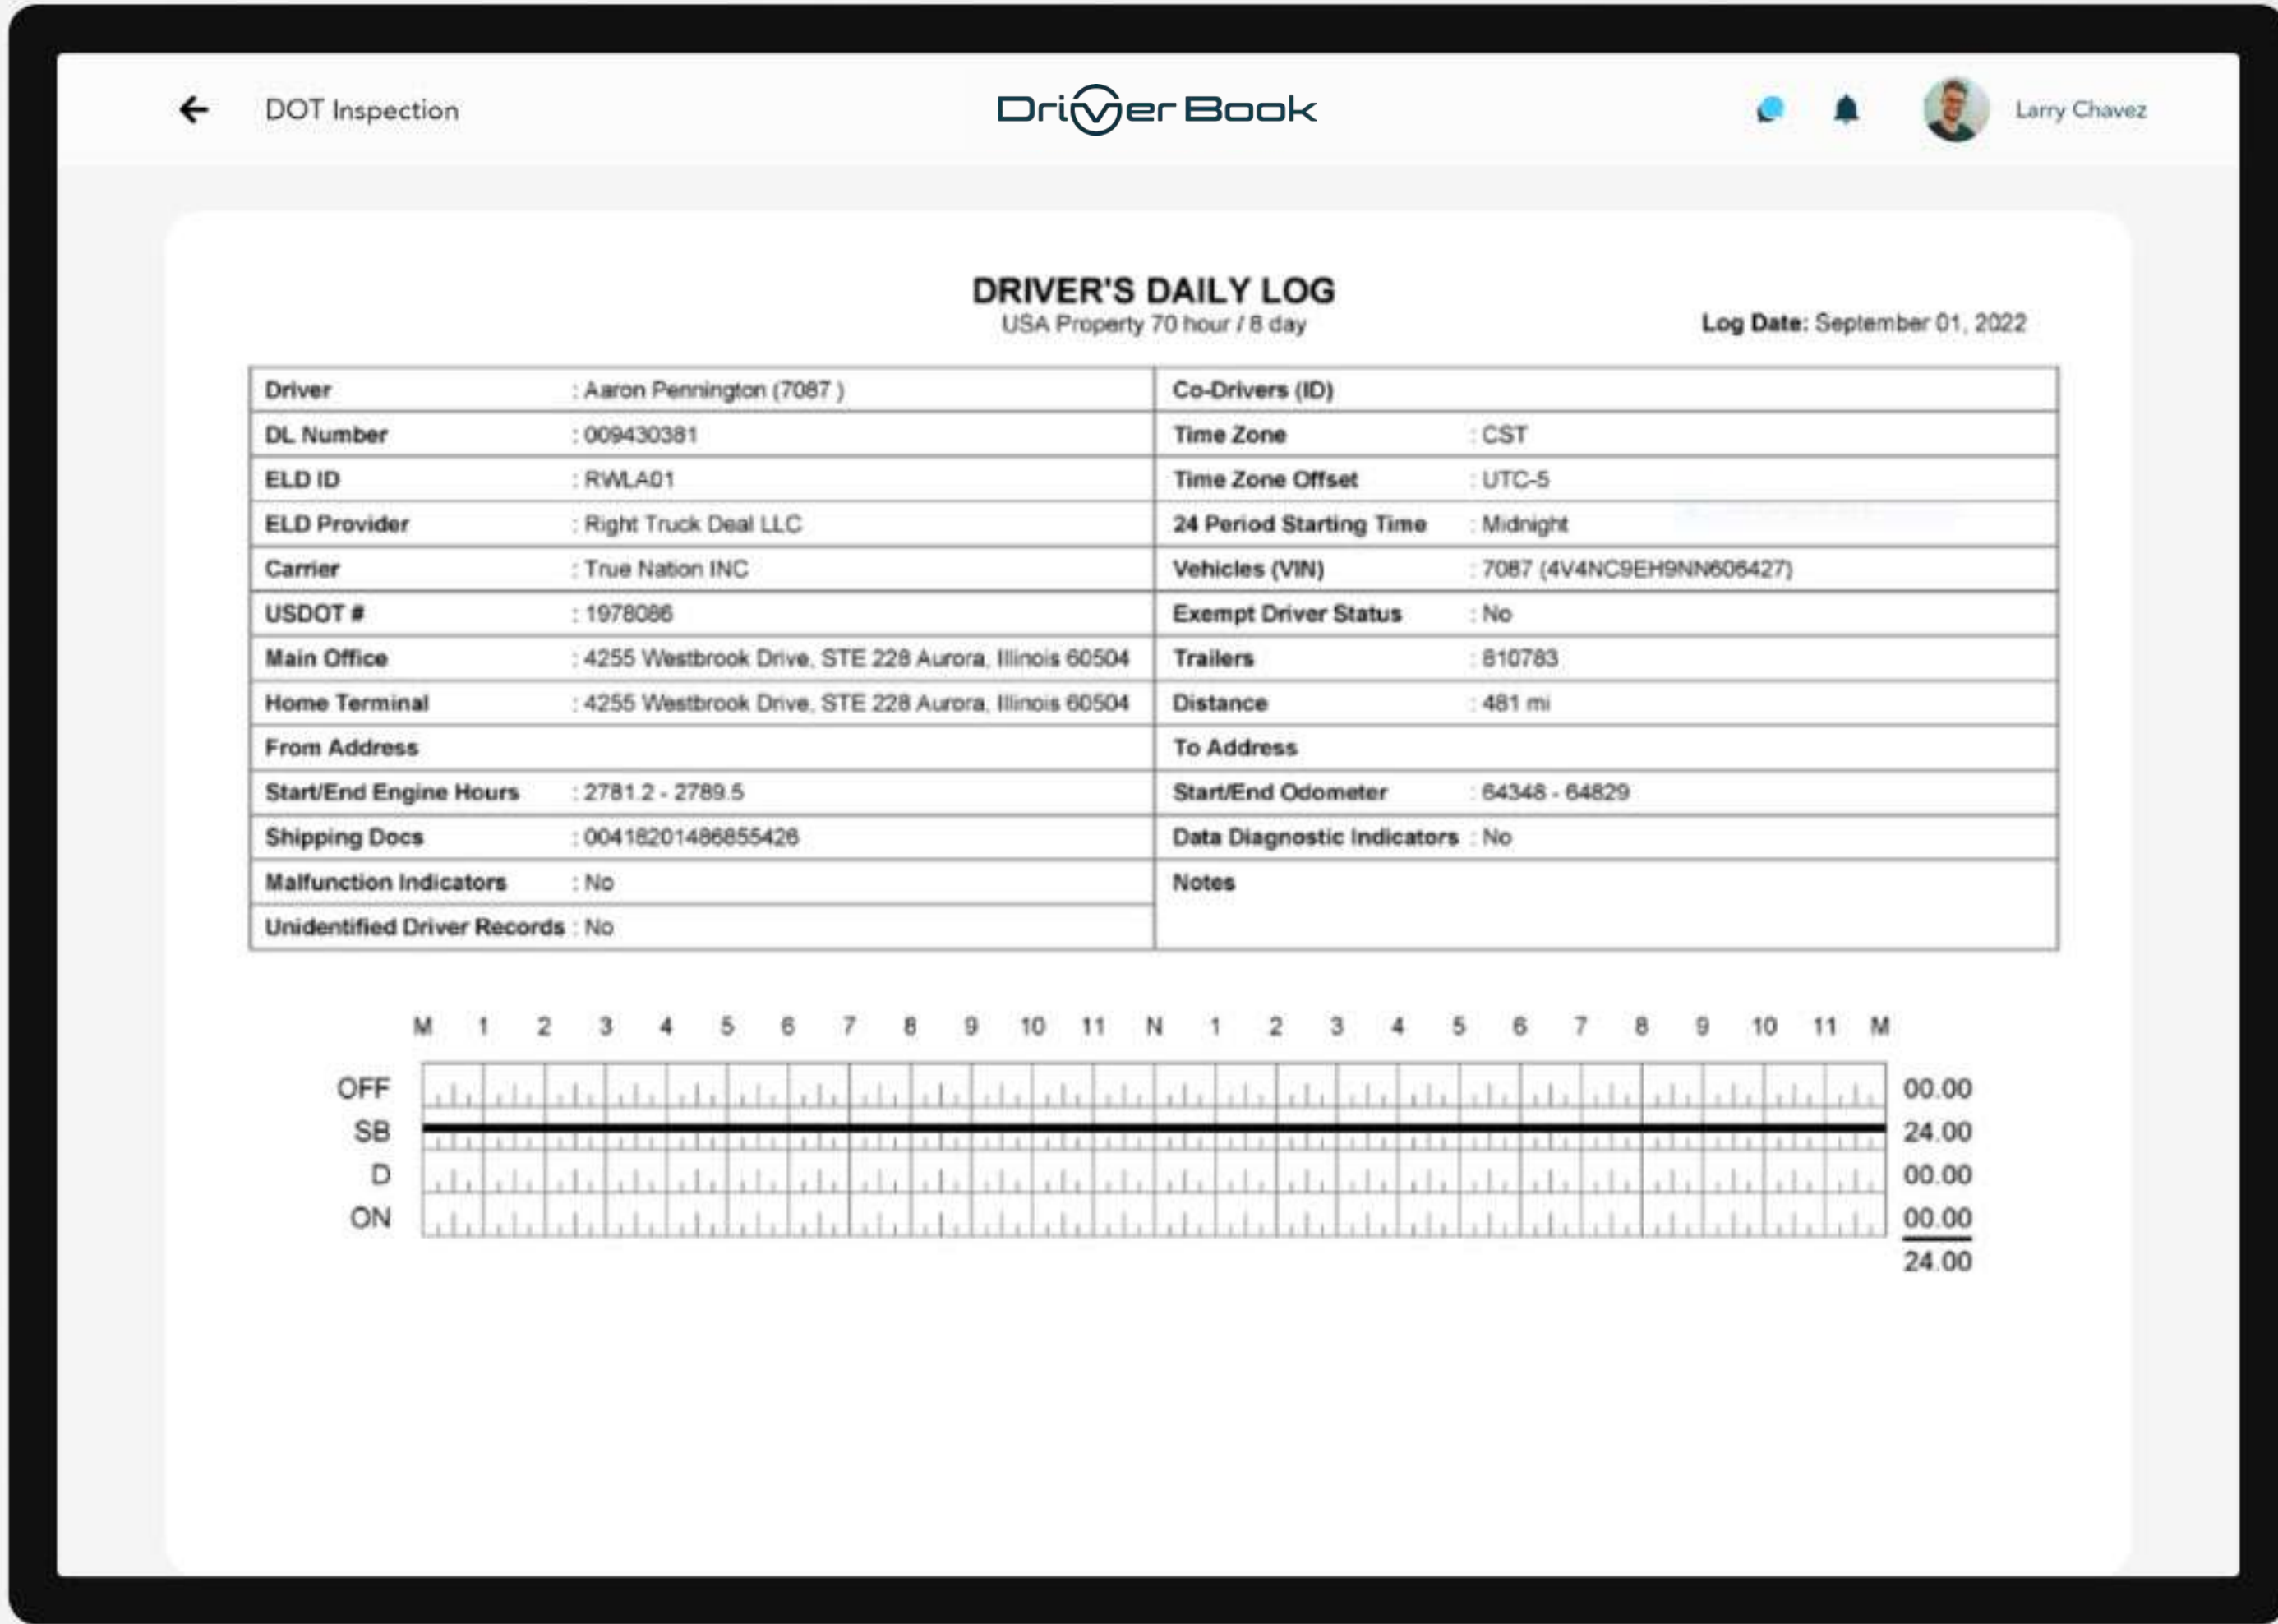 DOT Inspection
DriverBook
Larry Chavez
DRIVER'S DAILY LOG
USA Property 70 hour / 8 day
Log Date: September 01, 2022
Driver : Aaron Pennington (7087 ) Co-Drivers (ID)
DL Number : 009430381 Time Zone : CST
ELD ID : RWLA01 Time Zone Offset : UTC-5
ELD Provider : Right Truck Deal LLC 24 Period Starting Time : Midnight
Carrier : True Nation INC Vehicles (VIN) : 7087 (4V4NC9EH9NN606427)
USDOT # : 1978086 Exempt Driver Status : No
Main Office : 4255 Westbrook Drive, STE 228 Aurora, Illinois 60504 Trailers : 810783
Home Terminal : 4255 Westbrook Drive, STE 228 Aurora, Illinois 60504 Distance : 481 mi
From Address To Address
Start/End Engine Hours : 2781.2 - 2789.5 Start/End Odometer : 64348 - 64829
Shipping Docs : 00418201486855426 Data Diagnostic Indicators : No
Malfunction Indicators : No Notes
Unidentified Driver Records : No
M 1 2 3 4 5 6 7 8 9 10 11 N 1 2 3 4 5 6 7 8 9 10 11 M
OFF 00.00
SB 24.00
D 00.00
ON 00.00
24.00